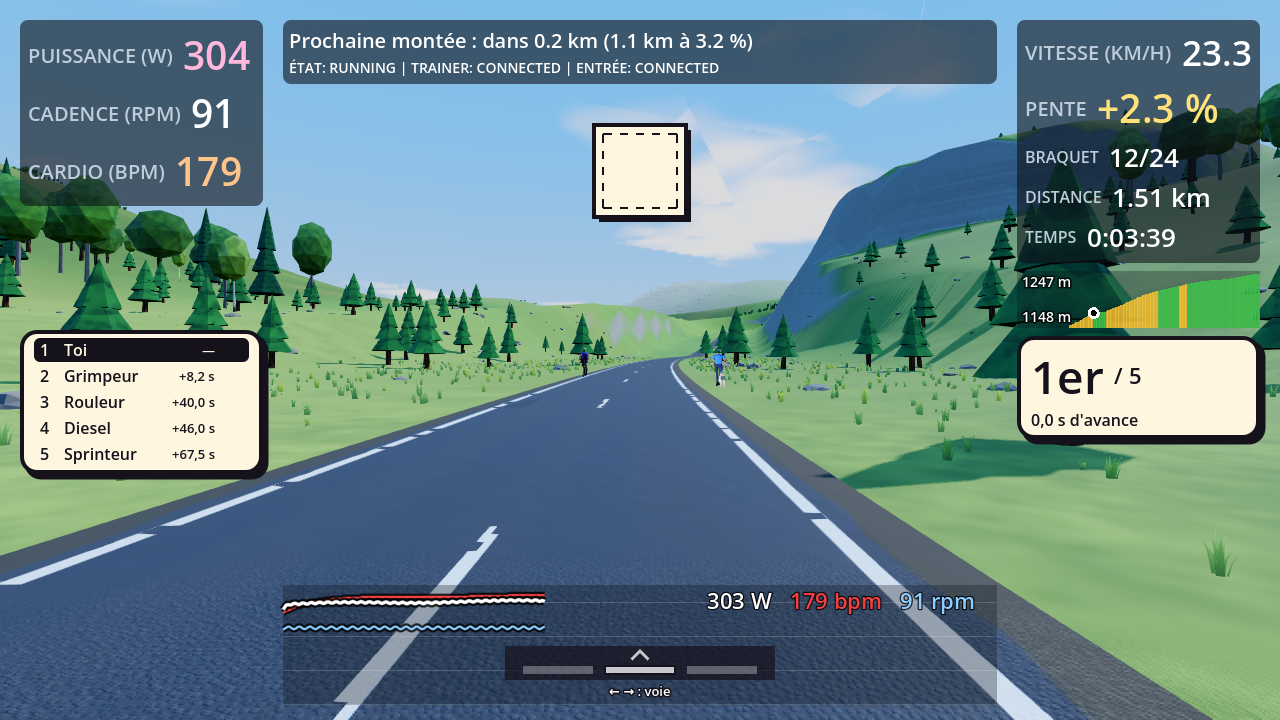 PUISSANCE (W) 304
CADENCE (RPM) 91
CARDIO (BPM) 179
Prochaine montée : dans 0.2 km (1.1 km à 3.2 %)
ÉTAT: RUNNING | TRAINER: CONNECTED | ENTRÉE: CONNECTED
VITESSE (KM/H) 23.3
PENTE +2.3 %
BRAQUET 12/24
DISTANCE 1.51 km
TEMPS 0:03:39
1247 m
1148 m
1 Toi —
2 Grimpeur +8,2 s
3 Rouleur +40,0 s
4 Diesel +46,0 s
5 Sprinteur +67,5 s
1er / 5
0,0 s d'avance
303 W 179 bpm 91 rpm
← → : voie